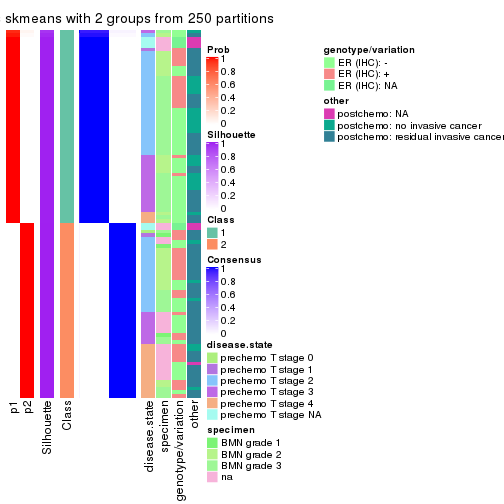 skmeans with 2 groups from 250 partitions
Prob
1
0.8
0.6
0.4
0.2
0
Silhouette
1
0.8
0.6
0.4
0.2
0
Class
1
2
Consensus
1
0.8
0.6
0.4
0.2
0
disease.state
prechemo T stage 0
prechemo T stage 1
prechemo T stage 2
prechemo T stage 3
prechemo T stage 4
prechemo T stage NA
specimen
BMN grade 1
BMN grade 2
BMN grade 3
na
genotype/variation
ER (IHC): -
ER (IHC): +
ER (IHC): NA
other
postchemo: NA
postchemo: no invasive cancer
postchemo: residual invasive cancer
p1
p2
Silhouette
Class
disease.state
specimen
genotype/variation
other